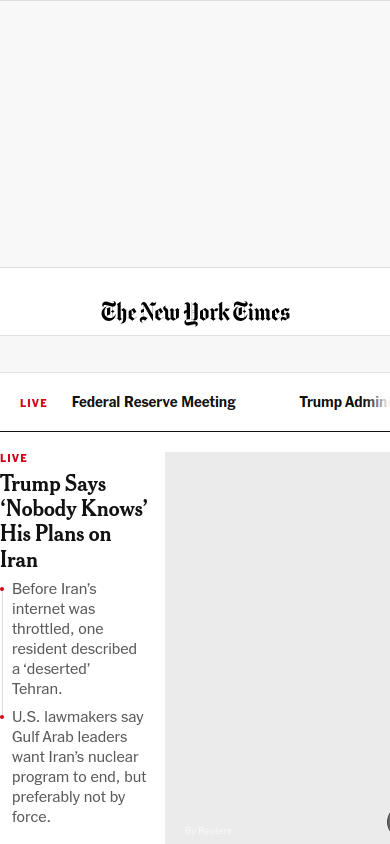 The New York Times
LIVE Federal Reserve Meeting Trump Admin
LIVE
Trump Says
‘Nobody Knows’
His Plans on
Iran
Before Iran’s
internet was
throttled, one
resident described
a ‘deserted’
Tehran.
U.S. lawmakers say
Gulf Arab leaders
want Iran’s nuclear
program to end, but
preferably not by
force.
By Reuters